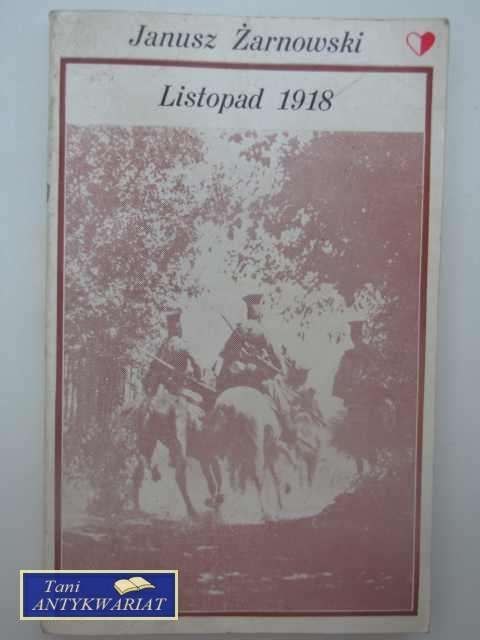 Janusz Żarnowski
Listopad 1918
Tani
ANTYKWARIAT